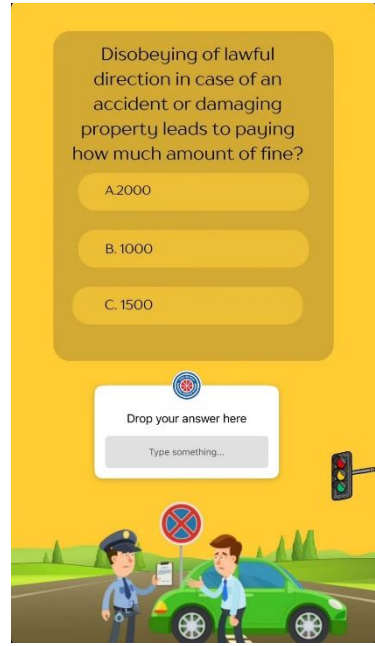 Disobeying of lawful
direction in case of an
accident or damaging
property leads to paying
how much amount of fine?
A.2000
B. 1000
C. 1500
Drop your answer here
Type something...